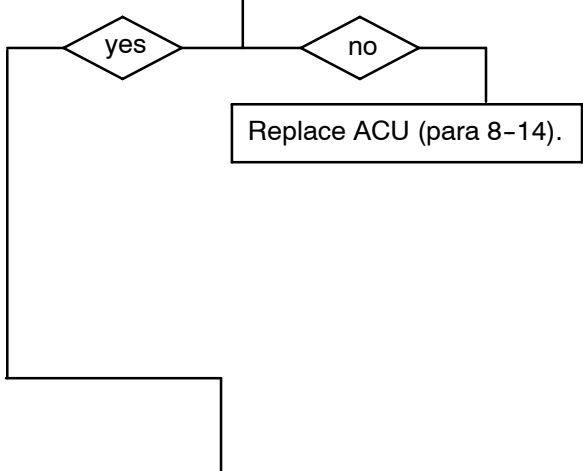 yes
no
Replace ACU (para 8-14).